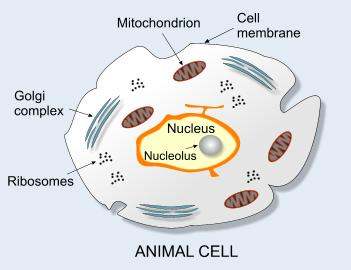 Mitochondrion
Cell
membrane
Golgi
complex
Nucleus
Nucleolus
Ribosomes
ANIMAL CELL